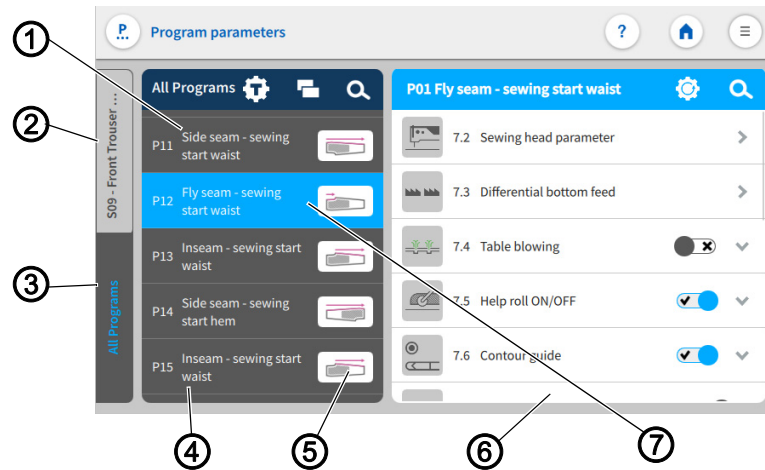 P...
Program parameters
?
①
②
③
S09 - Front Trouser ...
All Programs
All Programs
T
P11 Side seam - sewing
start waist
P12 Fly seam - sewing
start waist
P13 Inseam - sewing start
waist
P14 Side seam - sewing
start hem
P15 Inseam - sewing start
waist
P01 Fly seam - sewing start waist
7.2 Sewing head parameter
7.3 Differential bottom feed
7.4 Table blowing
7.5 Help roll ON/OFF
7.6 Contour guide
④
⑤
⑥
⑦